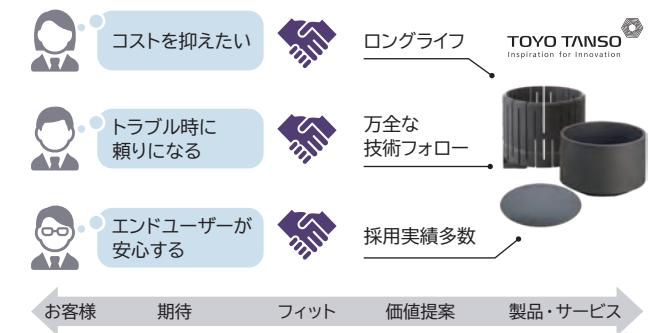 コストを抑えたい
ロングライフ
TOYO TANSO
Inspiration for Innovation
トラブル時に
頼りになる
万全な
技術フォロー
エンドユーザーが
安心する
採用実績多数
お客様 期待 フィット 価値提案 製品・サービス